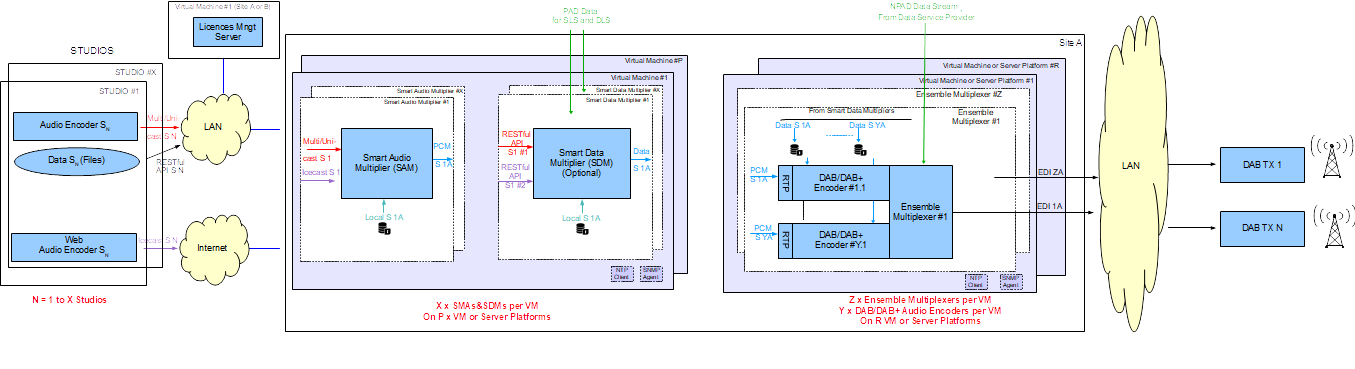 Virtual Machine #1 (Site A or B)
Licences Mngt
Server
STUDIOS
STUDIO #X
STUDIO #1
Audio Encoder SN
Data SN (Files)
Web
Audio Encoder SN
N = 1 to X Studios
Multi/Uni-
cast S N
RESTful
API S N
Icecast S N
LAN
Internet
PAD Data
for SLS and DLS
NPAD Data Stream
From Data Service Provider
Site A
Virtual Machine #P
Virtual Machine #1
Smart Audio Multiplier #X
Smart Audio Multiplier #1
Multi/Uni-
cast S 1
Icecast S 1
Smart Audio
Multiplier (SAM)
PCM
S 1A
Local S 1A
Smart Data Multiplier #X
Smart Data Multiplier #1
RESTful
API
S1 #1
RESTful
API
S1 #2
Smart Data
Multiplier (SDM)
(Optional)
Data
S 1A
Local S 1A
NTP
Client
SNMP
Agent
X x SMAs&SDMs per VM
On P x VM or Server Platforms
Virtual Machine or Server Platform #R
Virtual Machine or Server Platform #1
Ensemble Multiplexer #Z
Ensemble
Multiplexer #1
From Smart Data Multipliers
Data S 1A
Data S YA
PCM
S 1A
RTP
DAB/DAB+
Encoder #1.1
PCM
S YA
RTP
DAB/DAB+
Encoder #Y.1
Ensemble
Multiplexer #1
NTP
Client
SNMP
Agent
Z x Ensemble Multiplexers per VM
Y x DAB/DAB+ Audio Encoders per VM
On R VM or Server Platforms
EDI ZA
EDI 1A
LAN
DAB TX 1
DAB TX N